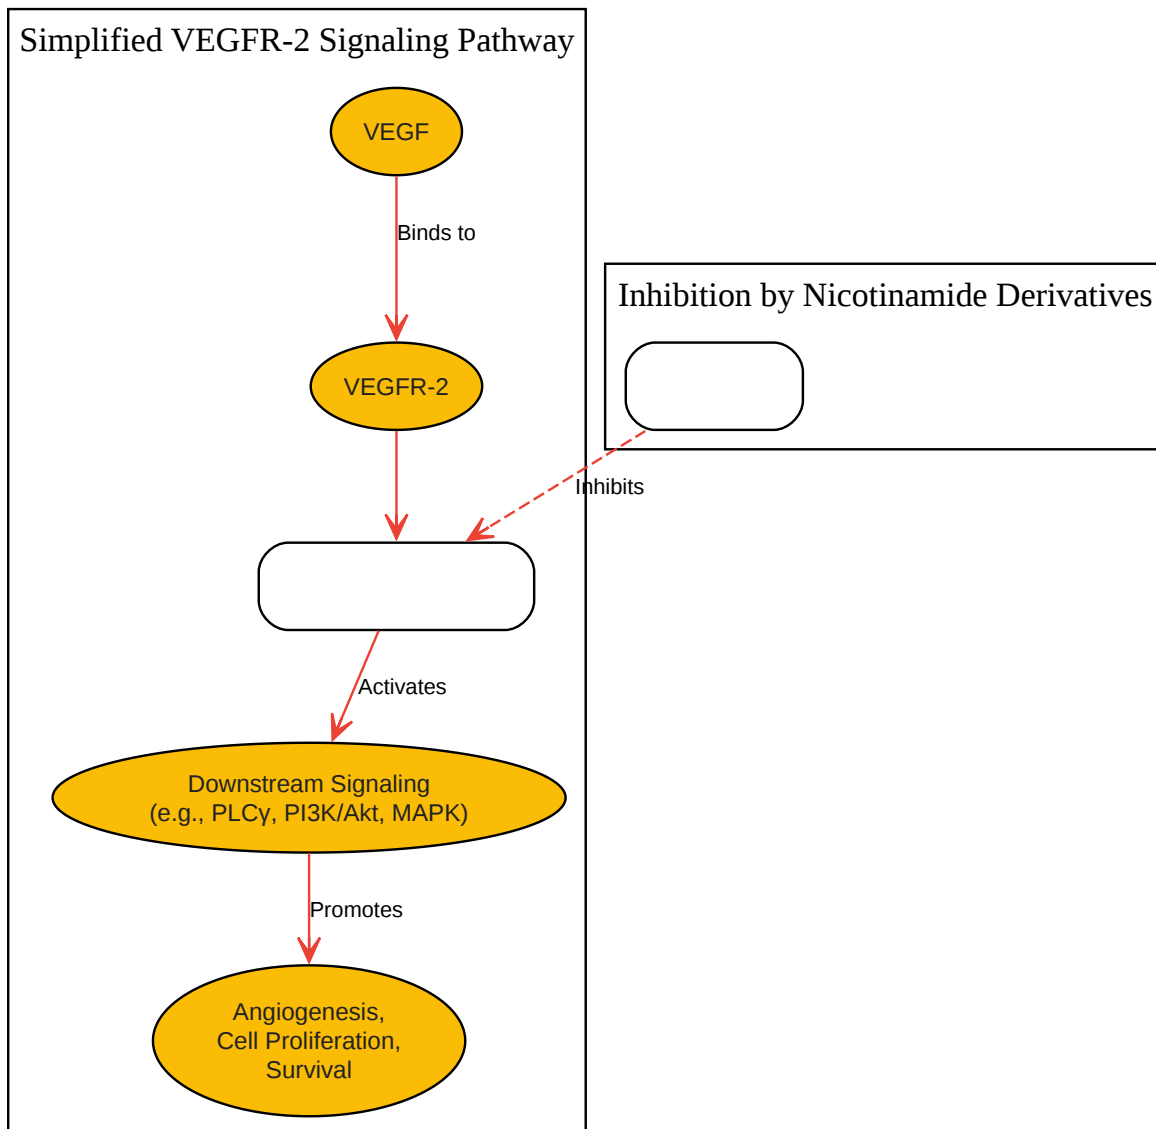 Simplified VEGFR-2 Signaling Pathway
VEGF
Binds to
Inhibition by Nicotinamide Derivatives
VEGFR-2
Inhibits
Activates
Downstream Signaling
(e.g., PLCγ, PI3K/Akt, MAPK)
Promotes
Angiogenesis,
Cell Proliferation,
Survival